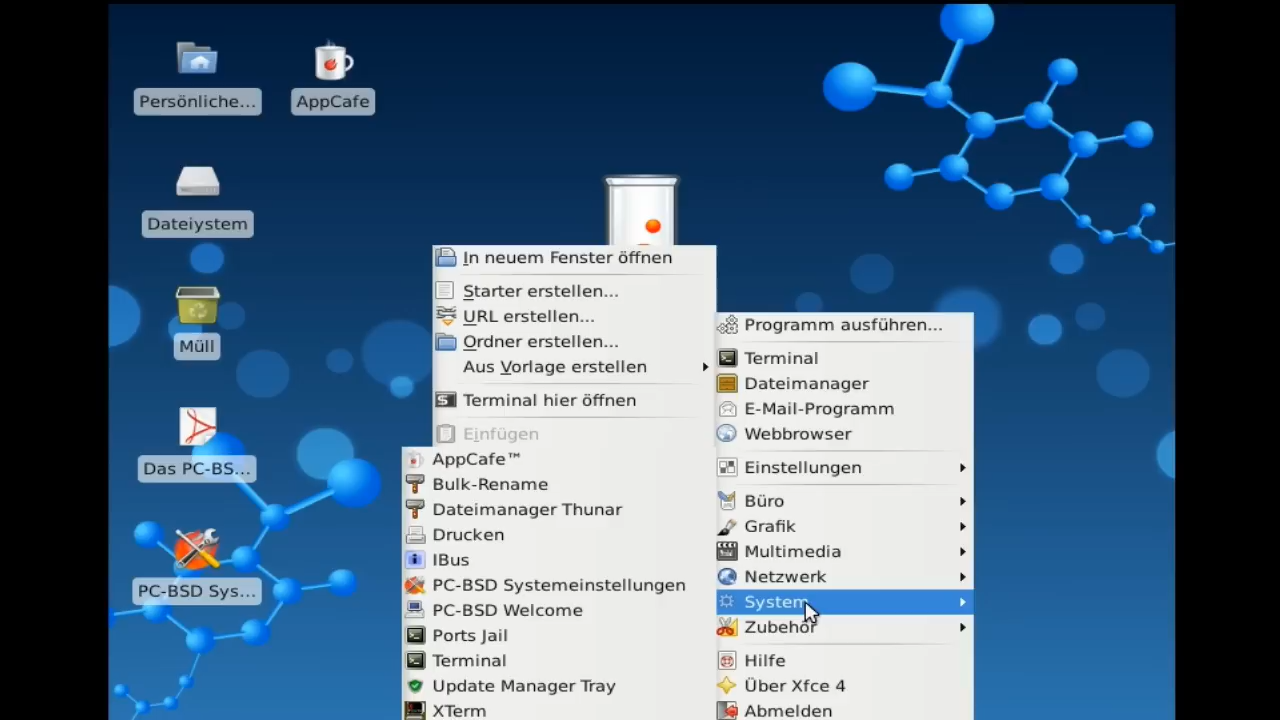 Persönliche...
AppCafe
Dateiystem
Müll
Das PC-BS...
PC-BSD Sys...
In neuem Fenster öffnen
Starter erstellen...
URL erstellen...
Ordner erstellen...
Aus Vorlage erstellen
Terminal hier öffnen
Einfügen
AppCafe™
Bulk-Rename
Dateimanager Thunar
Drucken
IBus
PC-BSD Systemeinstellungen
PC-BSD Welcome
Ports Jail
Terminal
Update Manager Tray
XTerm
Programm ausführen...
Terminal
Dateimanager
E-Mail-Programm
Webbrowser
Einstellungen
Büro
Grafik
Multimedia
Netzwerk
System
Zubehör
Hilfe
Über Xfce 4
Abmelden